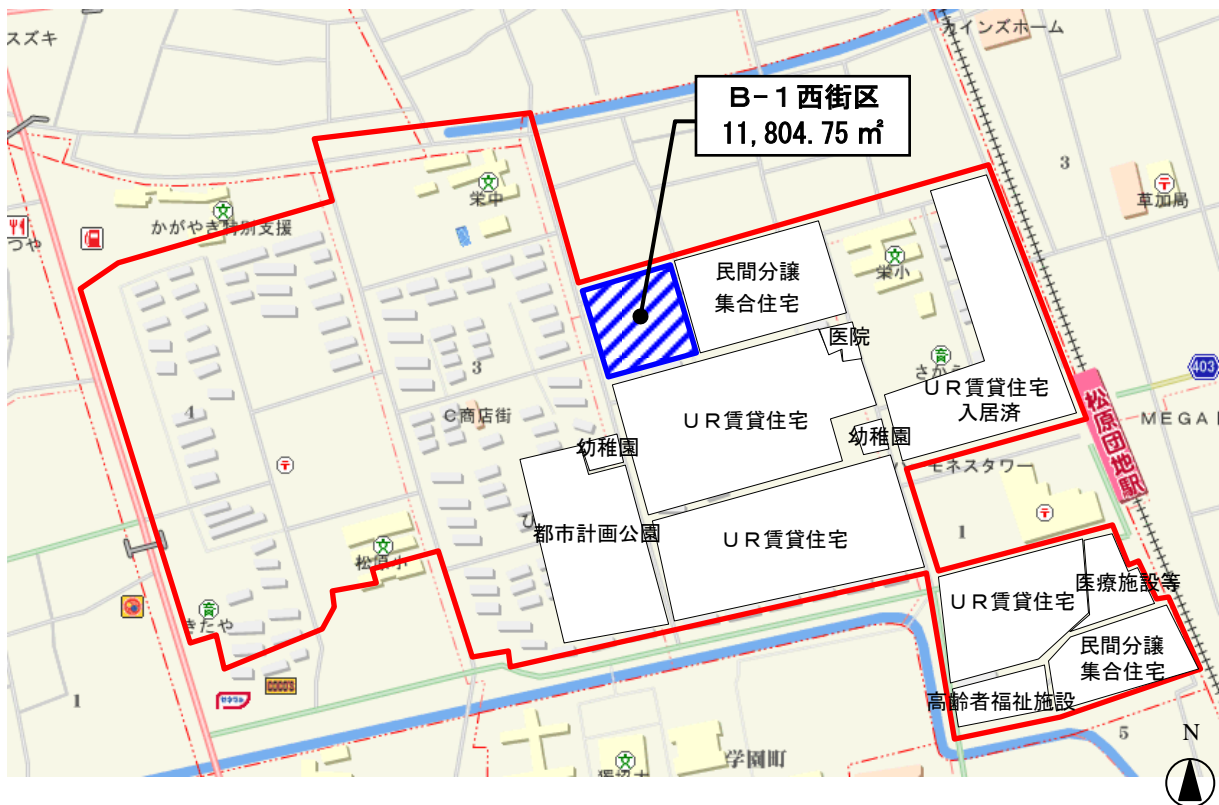 スズキ
カインズホーム
B-1西街区
11,804.75㎡
3
草加局
栄中
かがやき特別支援
つや
民間分譲
集合住宅
栄小
医院
3
4
C商店街
UR賃貸住宅
UR賃貸住宅
入居済
403
松原団地駅
MEGA
幼稚園
幼稚園
モネスタワー
都市計画公園
UR賃貸住宅
1
松原小
UR賃貸住宅
医療施設等
きたや
民間分譲
集合住宅
COCO'S
1
高齢者福祉施設
5
N
学園町